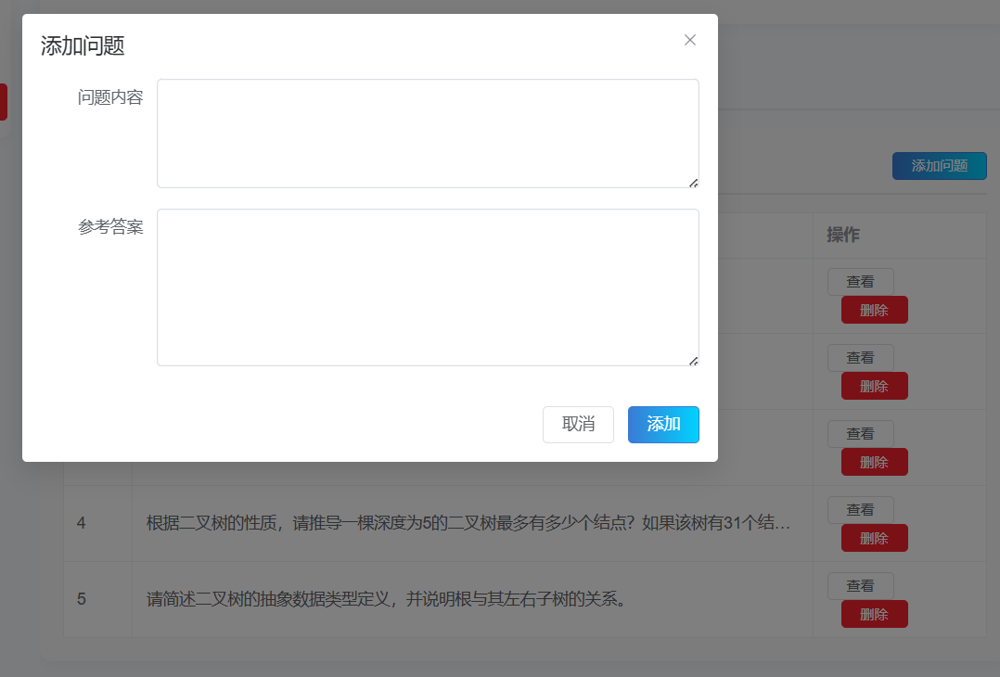 添加问题
问题内容
参考答案
取消
添加
添加问题
操作
查看
删除
查看
删除
查看
删除
4
根据二叉树的性质，请推导一棵深度为5的二叉树最多有多少个结点？如果该树有31个结…
查看
删除
5
请简述二叉树的抽象数据类型定义，并说明根与其左右子树的关系。
查看
删除